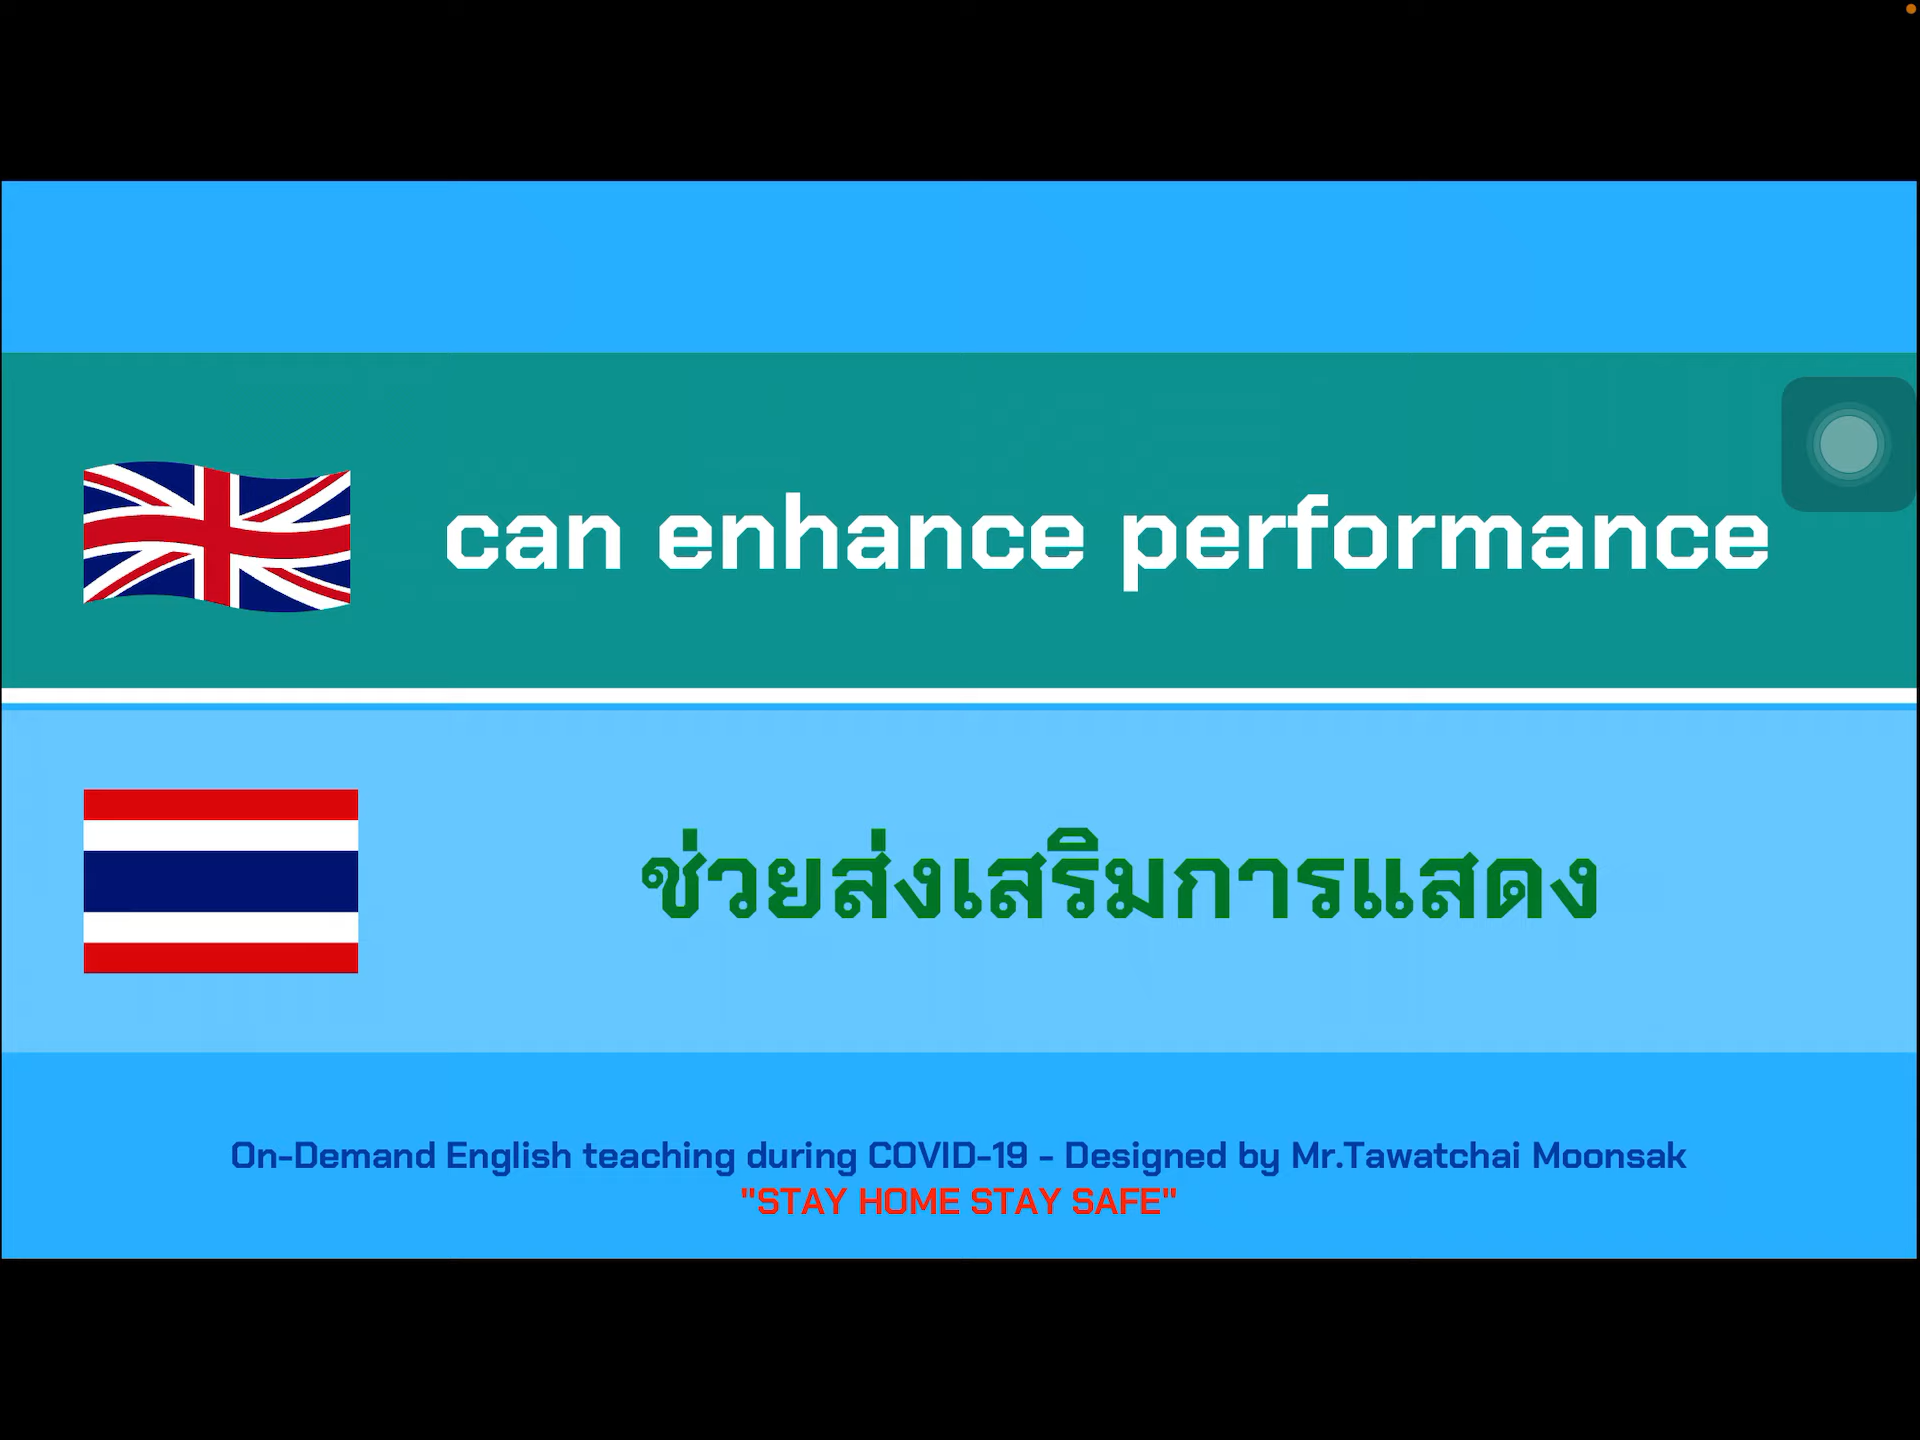 can enhance performance
ช่วยส่งเสริมการแสดง
On-Demand English teaching during COVID-19 - Designed by Mr.Tawatchai Moonsak
"STAY HOME STAY SAFE"